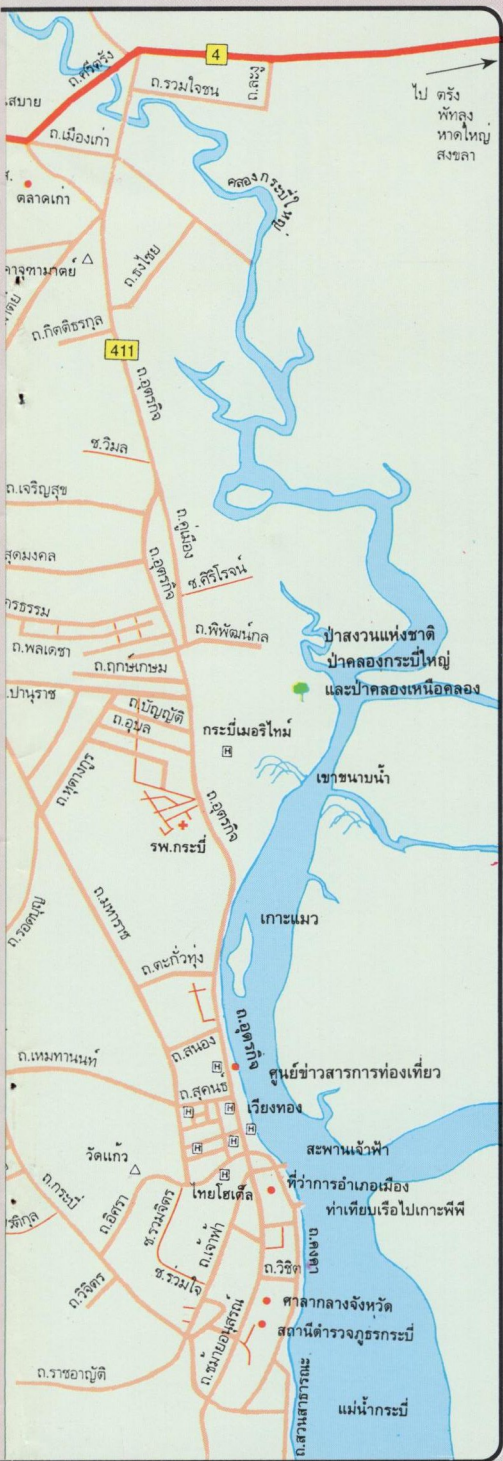 4
ถ.ศรีตรัง
ถ.รวมใจชน
ไป ตรัง
พัทลุง
หาดใหญ่
สงขลา
ถ.เมืองเก่า
ตลาดเก่า
คลองกระบี่ใหญ่
ถ.ธงไชย
ถ.กิตติธรกุล
411
ถ.อุตรกิจ
ซ.วิมล
ถ.เจริญสุข
ถ.คู่เมือง
สุดมงคล
ถ.อุตรกิจ
ซ.ศิริโรจน์
ถ.พิพัฒน์กล
ถ.พลเดชา
ถ.ฤกษ์เกษม
ป่าสงวนแห่งชาติ
ป่าคลองกระบี่ใหญ่
และป่าคลองเหนือคลอง
.ปานุราช
ถ.บัญญัติ
ถ.อุบล
กระบี่เมอริไทม์
H
เขาขนาบน้ำ
ถ.หุตางกูร
ถ.อุตรกิจ
รพ.กระบี่
ถ.รอดบุญ
ถ.มหาราช
เกาะแมว
ถ.ตะกั่วทุ่ง
ถ.อุตรกิจ
ถ.สนอง
ถ.เหมทานนท์
ศูนย์ข่าวสารการท่องเที่ยว
H
ถ.สุคนธ์
H
H
เวียงทอง
H
H
H
สะพานเจ้าฟ้า
วัดแก้ว
H
ไทยโฮเต็ล
ที่ว่าการอำเภอเมือง
ท่าเทียบเรือไปเกาะพีพี
ถ.กระบี่
ถ.อิศรา
ซ.รวมจิตร
ถ.เจ้าฟ้า
ถ.คงคา
ซ.ร่วมใจ
ถ.วิชิต
ถ.วิจิตร
ศาลากลางจังหวัด
สถานีตำรวจภูธรกระบี่
ถ.ราชอาญัติ
ถ.สวนสาธารณะ
แม่น้ำกระบี่